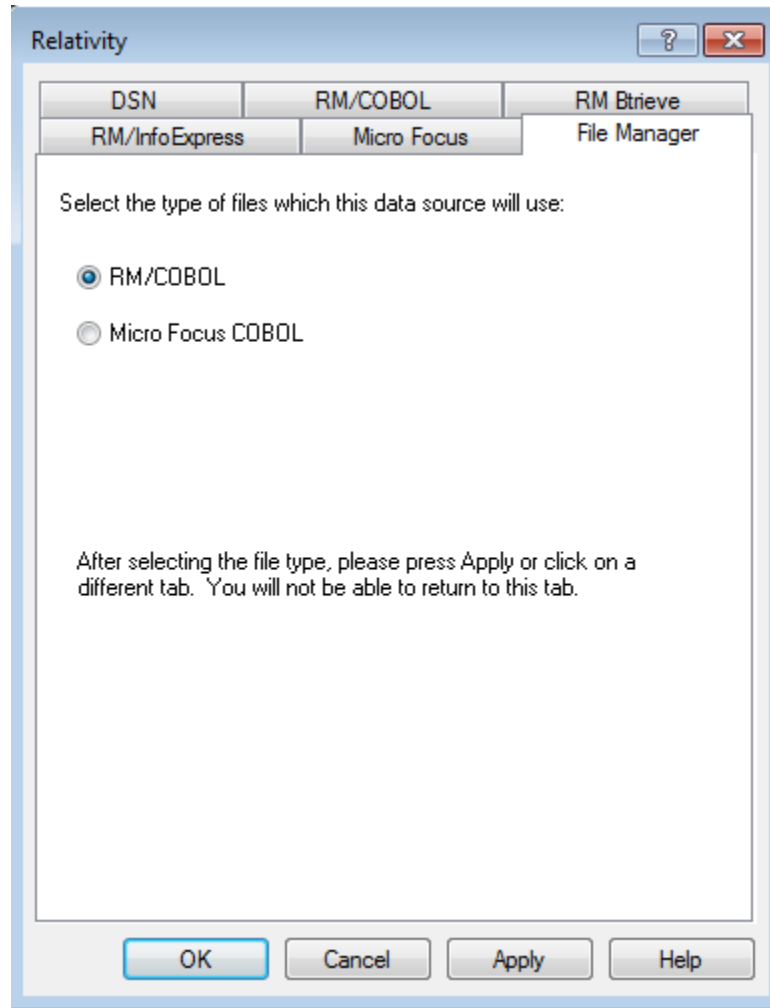 Relativity
DSN
RM/COBOL
RM Btrieve
RM/InfoExpress
Micro Focus
File Manager
Select the type of files which this data source will use:
RM/COBOL
Micro Focus COBOL
After selecting the file type, please press Apply or click on a
different tab.  You will not be able to return to this tab.
OK
Cancel
Apply
Help